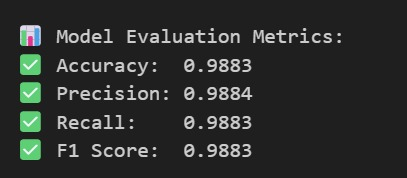 📊 Model Evaluation Metrics:
✅ Accuracy:  0.9883
✅ Precision: 0.9884
✅ Recall:    0.9883
✅ F1 Score:  0.9883